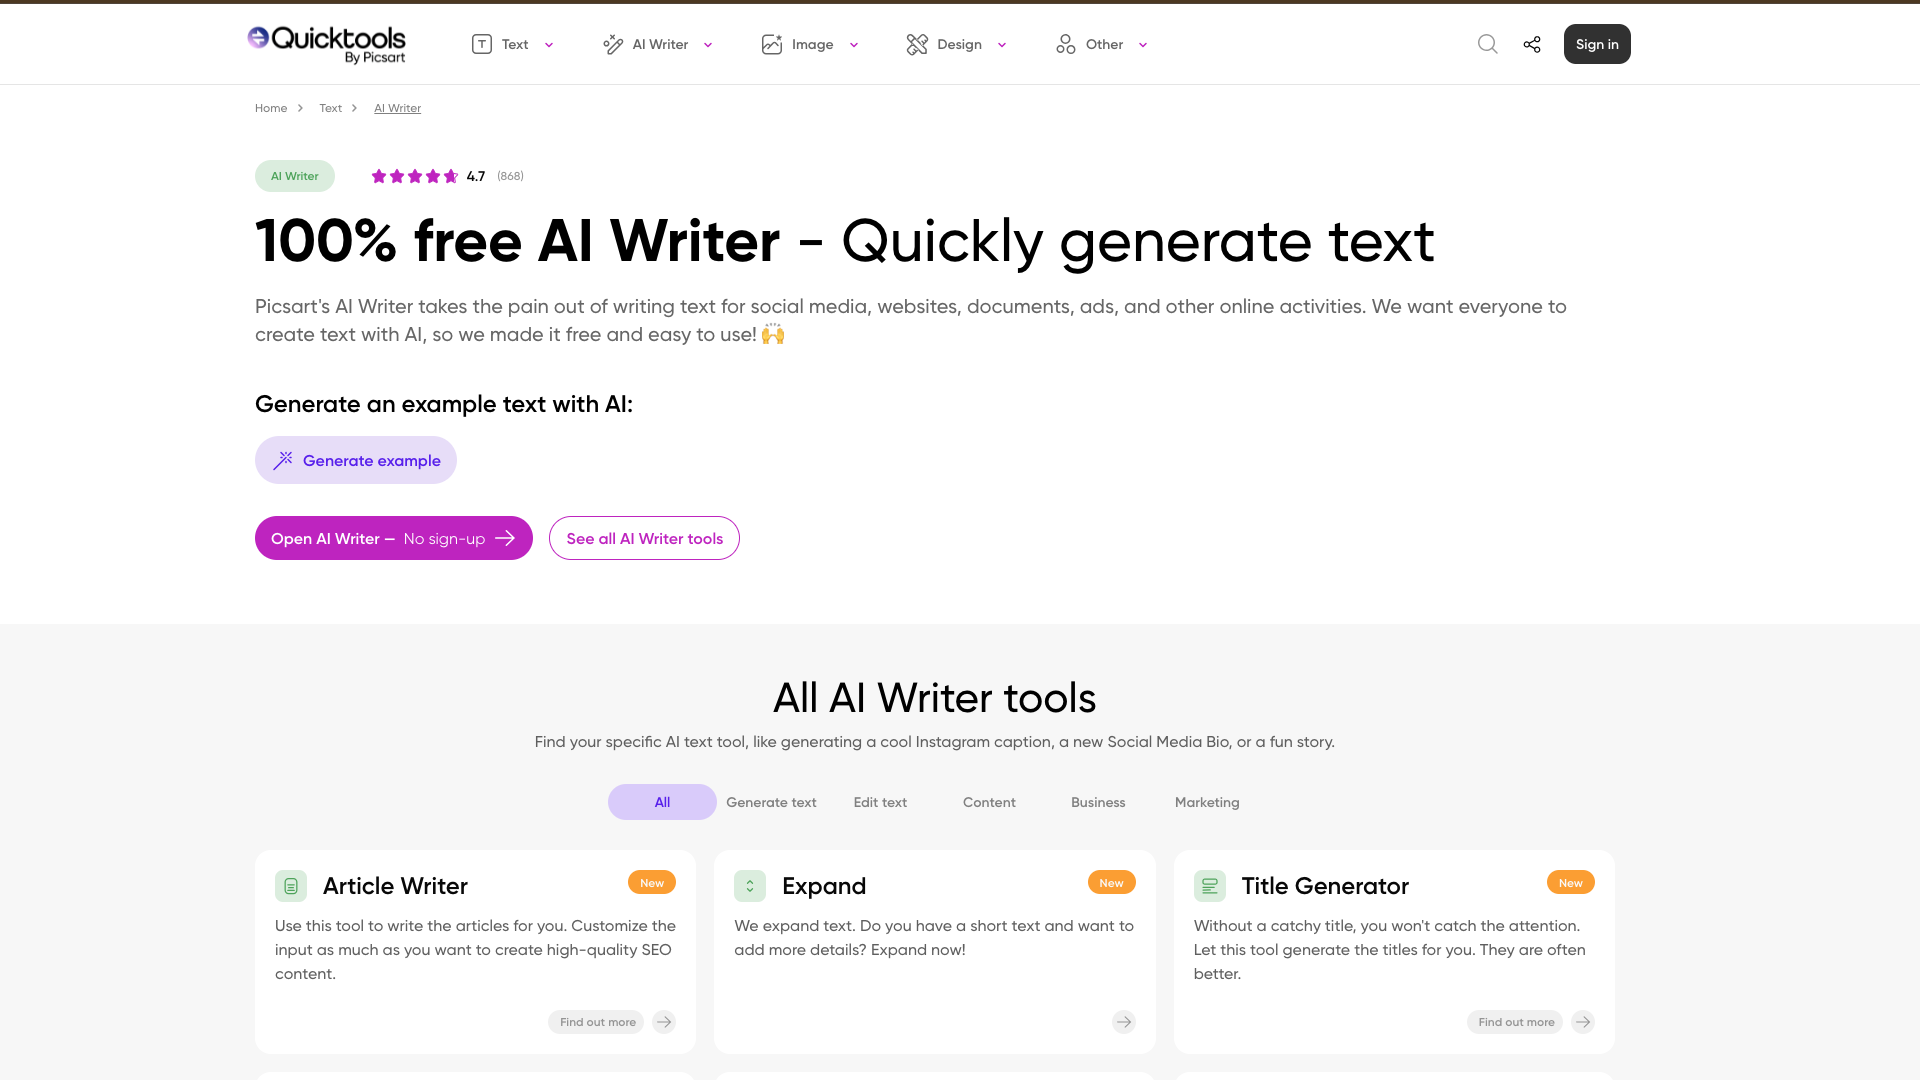 Quicktools
By Picsart
Text
AI Writer
Image
Design
Other
Sign in
Home
Text
AI Writer
AI Writer
4.7 (868)
100% free AI Writer - Quickly generate text
Picsart's AI Writer takes the pain out of writing text for social media, websites, documents, ads, and other online activities. We want everyone to
create text with AI, so we made it free and easy to use! 🙌
Generate an example text with AI:
Generate example
Open AI Writer — No sign-up
See all AI Writer tools
All AI Writer tools
Find your specific AI text tool, like generating a cool Instagram caption, a new Social Media Bio, or a fun story.
All
Generate text
Edit text
Content
Business
Marketing
Article Writer
New
Use this tool to write the articles for you. Customize the
input as much as you want to create high-quality SEO
content.
Find out more
Expand
New
We expand text. Do you have a short text and want to
add more details? Expand now!
Title Generator
New
Without a catchy title, you won't catch the attention.
Let this tool generate the titles for you. They are often
better.
Find out more